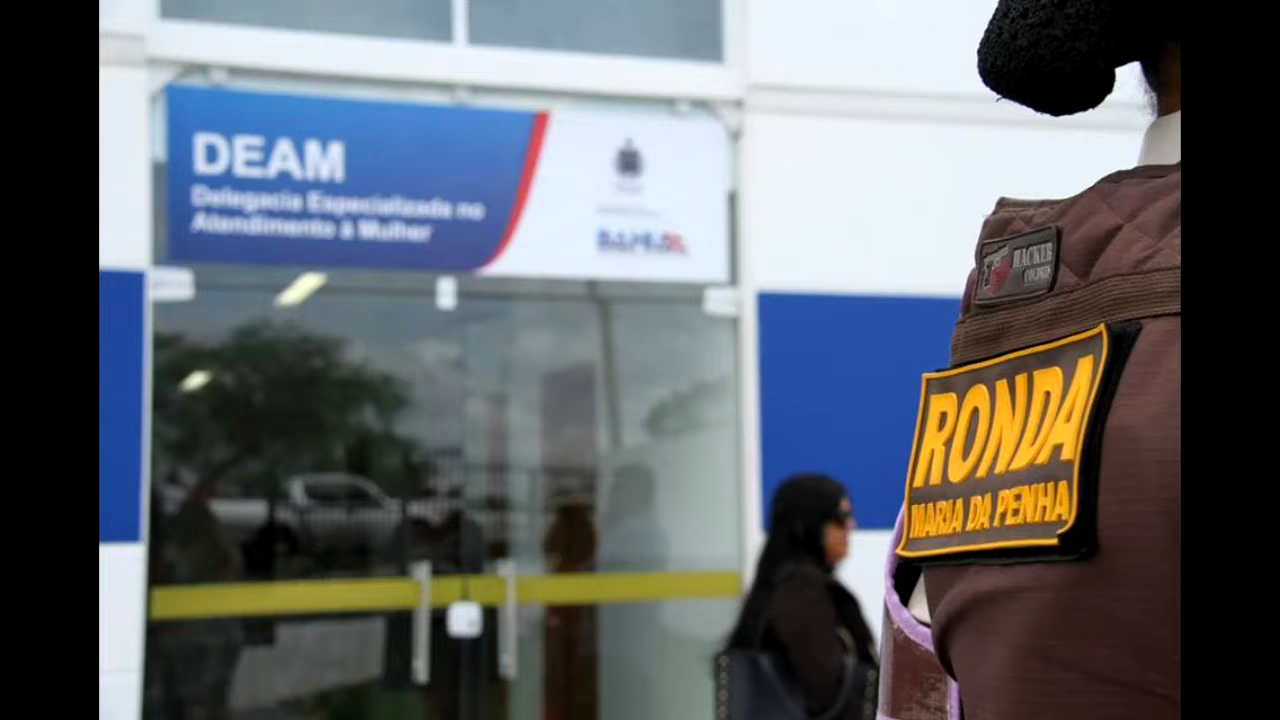 DEAM
Delegacia Especializada no
Atendimento à Mulher
BAHIA
HACKER
RONDA
MARIA DA PENHA